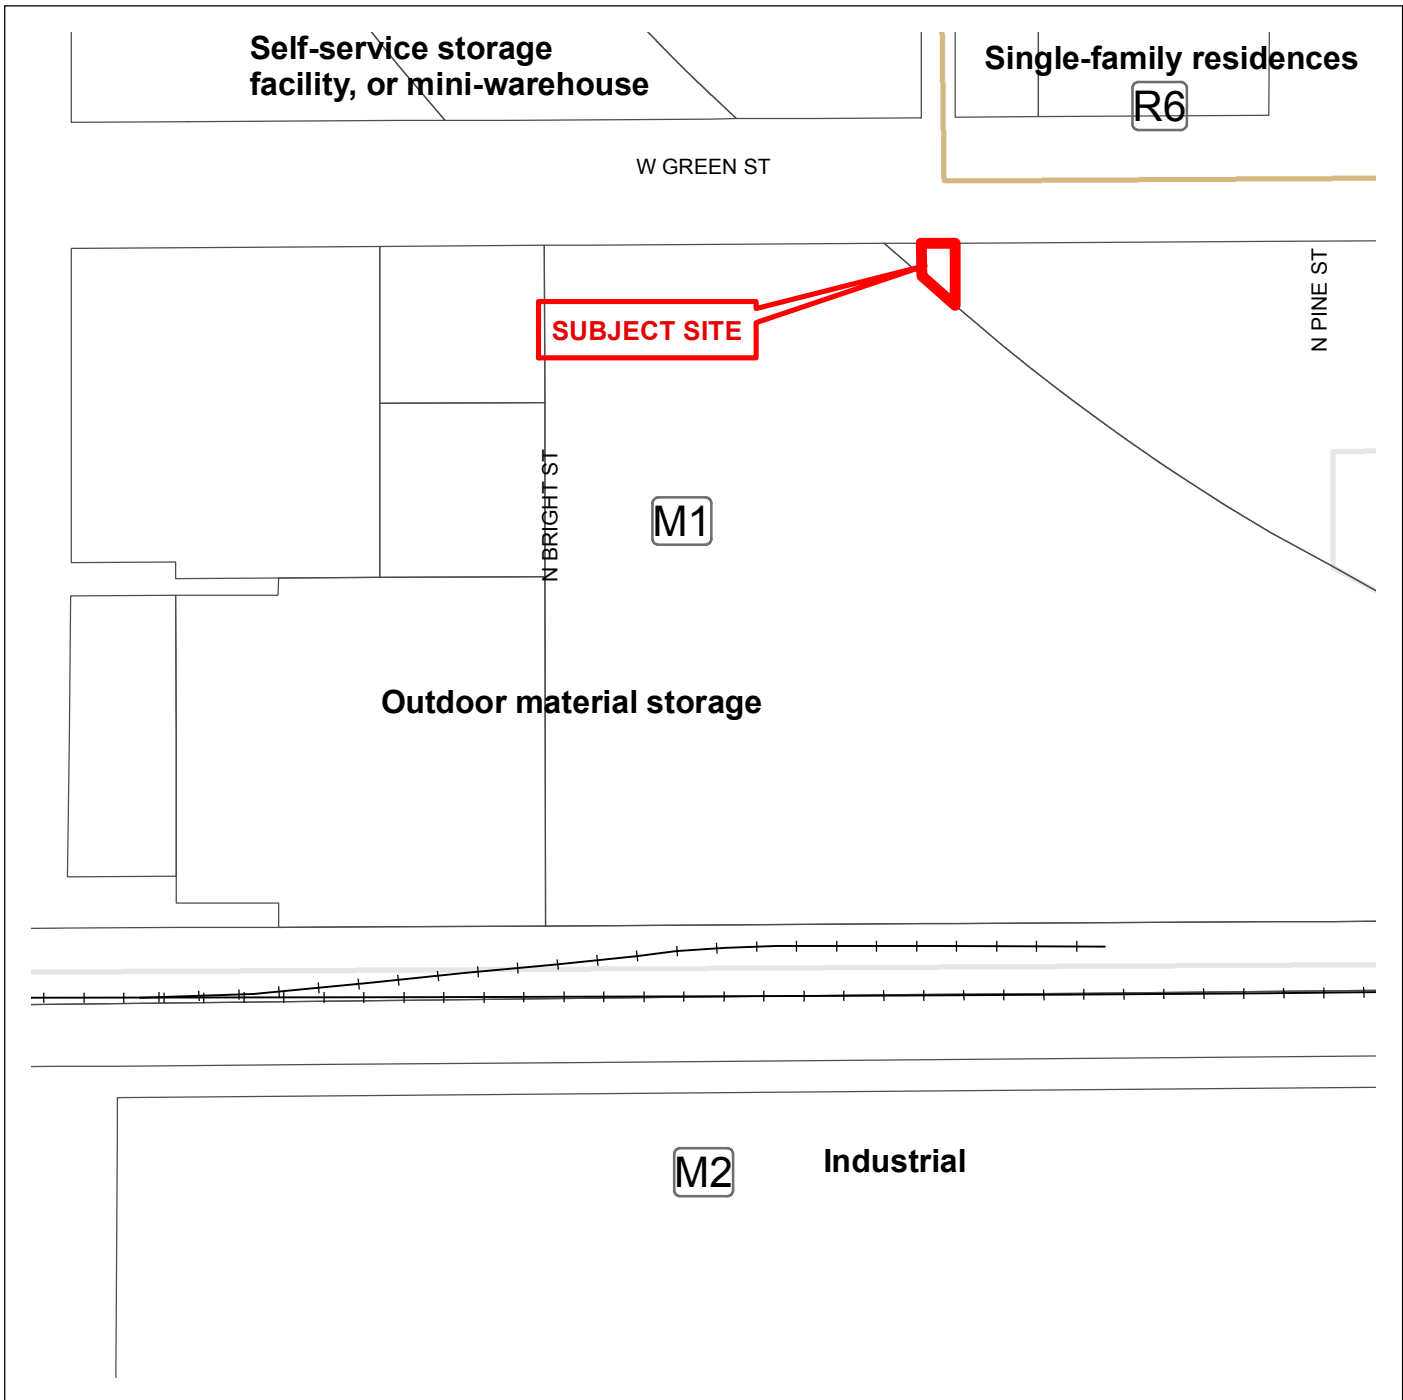 Self-service storage
facility, or mini-warehouse
Single-family residences
R6
W GREEN ST
N PINE ST
SUBJECT SITE
N BRIGHT ST
M1
Outdoor material storage
M2
Industrial